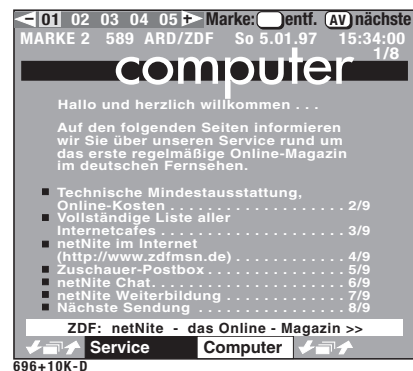 01 02 03 04 05 + Marke: entf. AV nächste
MARKE 2 589 ARD/ZDF So 5.01.97 15:34:00
1/8
computer
Hallo und herzlich willkommen . . .
Auf den folgenden Seiten informieren
wir Sie über unseren Service rund um
das erste regelmäßige Online-Magazin
im deutschen Fernsehen.
Technische Mindestausstattung,
Online-Kosten . . . . . . . . . . . . . . . . . . . 2/9
Vollständige Liste aller
Internetcafes . . . . . . . . . . . . . . . . . . . . 3/9
netNite im Internet
(http://www.zdfmsn.de) . . . . . . . . . . 4/9
Zuschauer-Postbox . . . . . . . . . . . . . . 5/9
netNite Chat. . . . . . . . . . . . . . . . . . . . . 6/9
netNite Weiterbildung . . . . . . . . . . . . 7/9
Nächste Sendung . . . . . . . . . . . . . . . . 8/9
ZDF: netNite - das Online - Magazin >>
Service Computer
696+10K-D